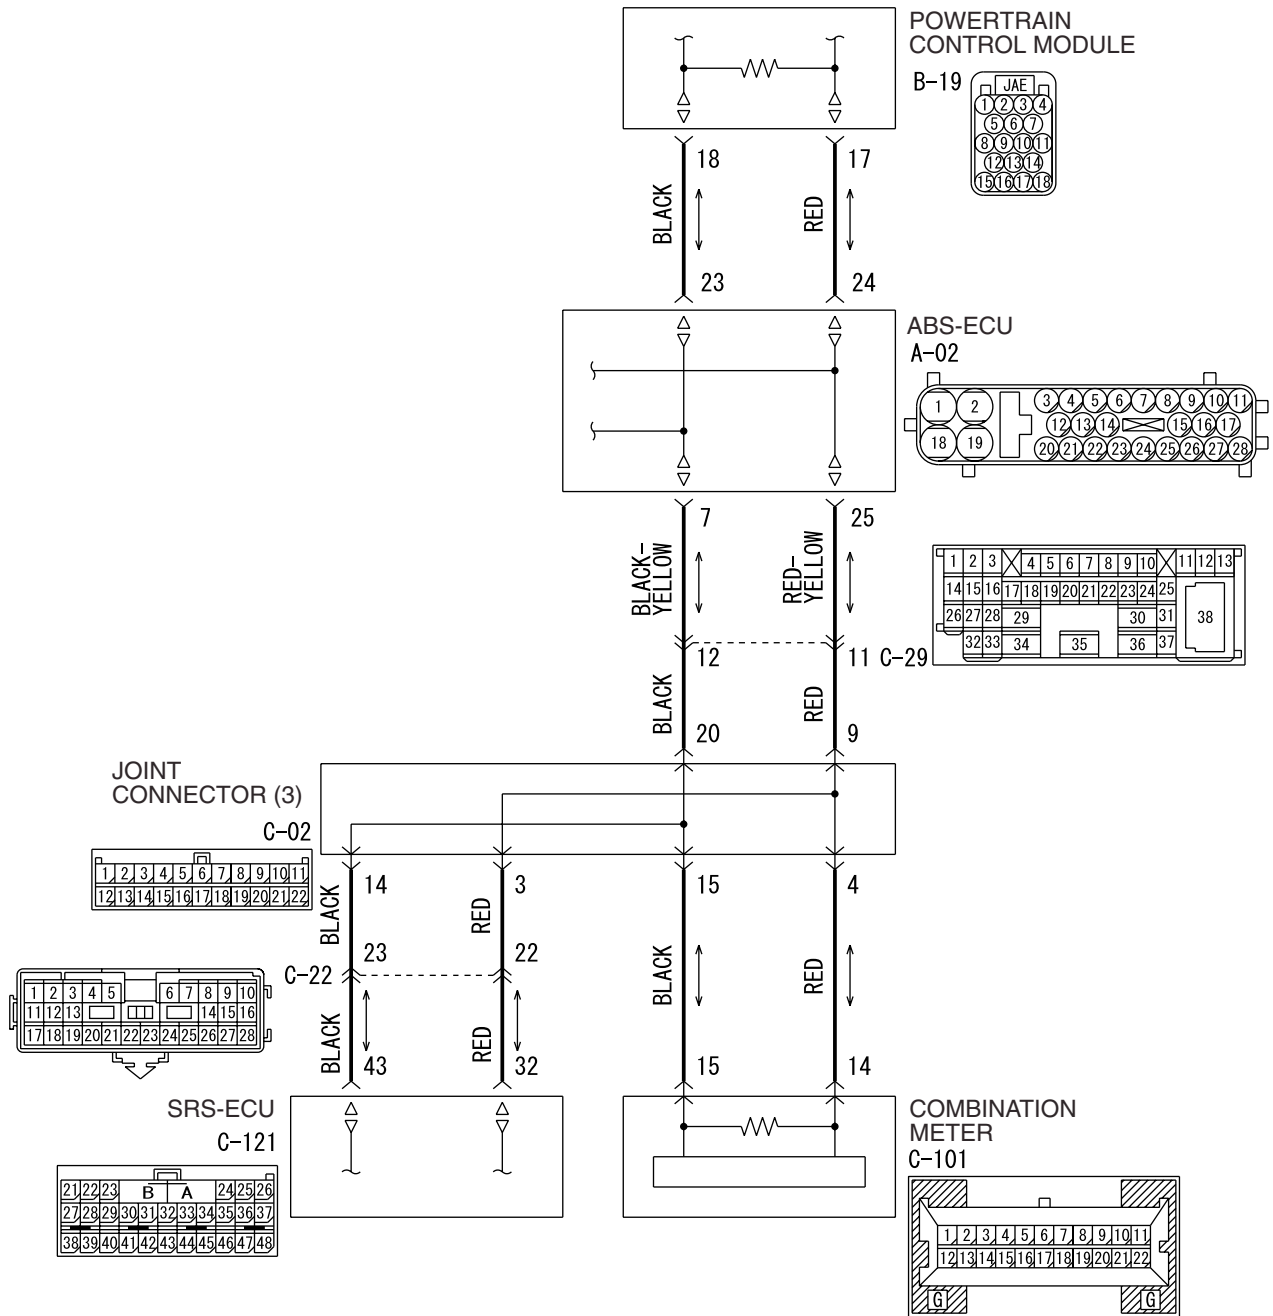 POWERTRAIN
CONTROL MODULE
B-19
JAE
1 2 3 4
5 6 7
8 9 10 11
12 13 14
15 16 17 18
18 17
BLACK RED
23 24
ABS-ECU
A-02
1 2 3 4 5 6 7 8 9 10 11
12 13 14 15 16 17
18 19 20 21 22 23 24 25 26 27 28
7 25
BLACK-
YELLOW
RED-
YELLOW
12 11 C-29
1 2 3 4 5 6 7 8 9 10 11 12 13
14 15 16 17 18 19 20 21 22 23 24 25
26 27 28 29 30 31 38
32 33 34 35 36 37
BLACK RED
20 9
JOINT
CONNECTOR (3)
C-02
1 2 3 4 5 6 7 8 9 10 11
12 13 14 15 16 17 18 19 20 21 22
14 3 15 4
BLACK RED
23 22
C-22
1 2 3 4 5 6 7 8 9 10
11 12 13 14 15 16
17 18 19 20 21 22 23 24 25 26 27 28
BLACK RED
BLACK RED
43 32 15 14
SRS-ECU
C-121
21 22 23 B A 24 25 26
27 28 29 30 31 32 33 34 35 36 37
38 39 40 41 42 43 44 45 46 47 48
COMBINATION
METER
C-101
1 2 3 4 5 6 7 8 9 10 11
12 13 14 15 16 17 18 19 20 21 22
G G